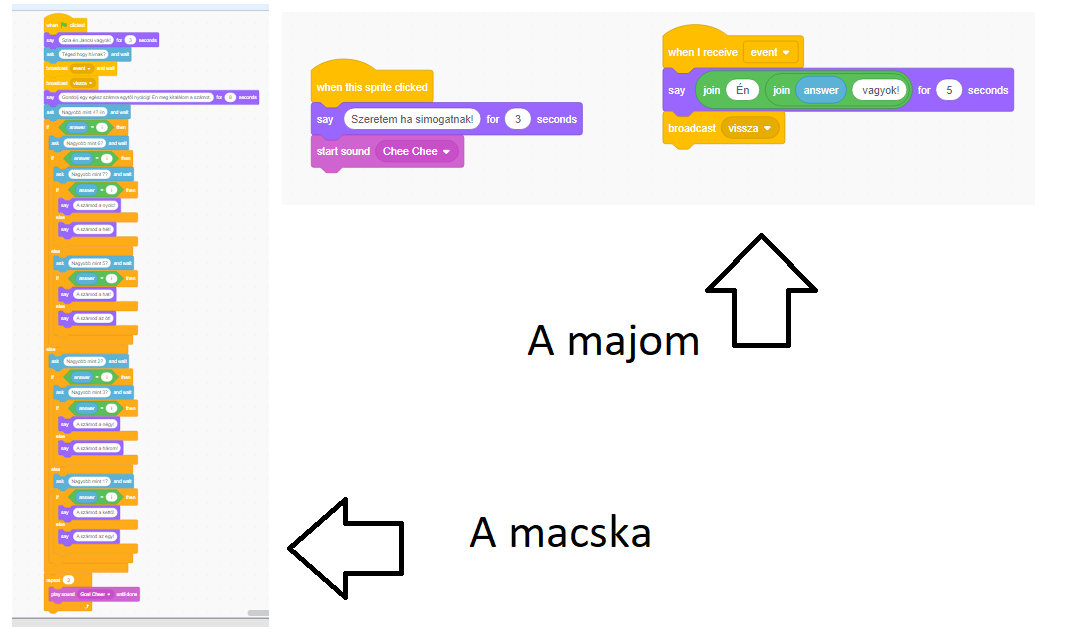 when clicked
say Szia én Jancsi vagyok! for 3 seconds
ask Téged hogy hívnak? and wait
broadcast event and wait
broadcast vissza
say Gondolj egy egész számra egytől nyolcig! Én meg kitalálom a számot. for 6 seconds
ask Nagyobb mint 4? i/n and wait
if answer = i then
ask Nagyobb mint 6? and wait
if answer = i then
ask Nagyobb mint 7? and wait
if answer = i then
say A számod a nyolc!
else
say A számod a hét!
else
ask Nagyobb mint 5? and wait
if answer = i then
say A számod a hat!
else
say A számod az öt!
else
ask Nagyobb mint 2? and wait
if answer = i then
ask Nagyobb mint 3? and wait
if answer = i then
say A számod a négy!
else
say A számod a három!
else
ask Nagyobb mint 1? and wait
if answer = i then
say A számod a kettő!
else
say A számod az egy!
repeat 2
play sound Goal Cheer until done
when this sprite clicked
say Szeretem ha simogatnak! for 3 seconds
start sound Chee Chee
when I receive event
say join Én join answer vagyok! for 5 seconds
broadcast vissza
A majom
A macska